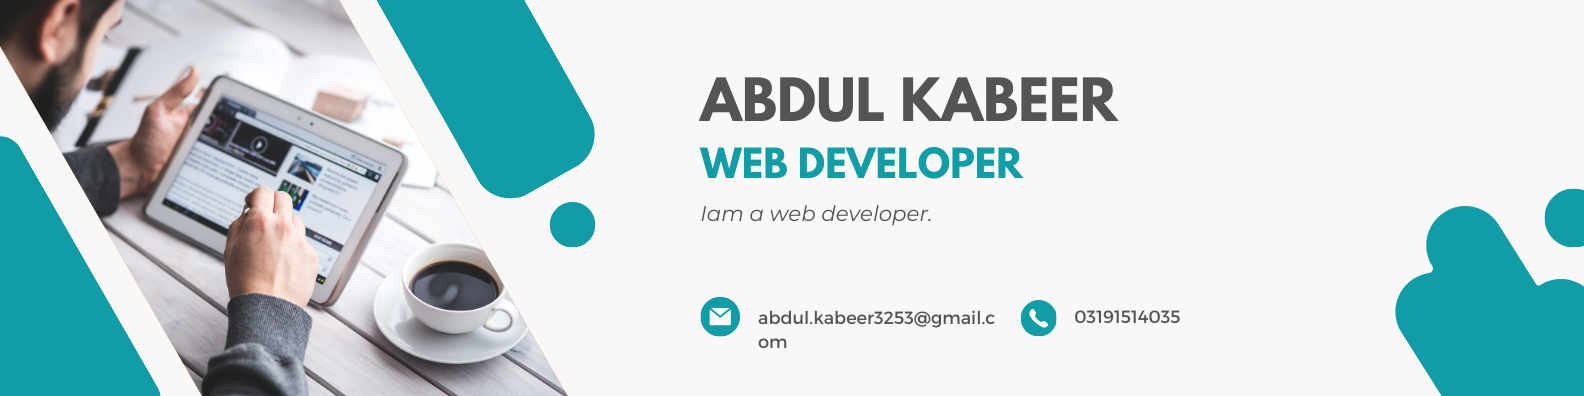 ABDUL KABEER
WEB DEVELOPER
Iam a web developer.
abdul.kabeer3253@gmail.c
om
03191514035